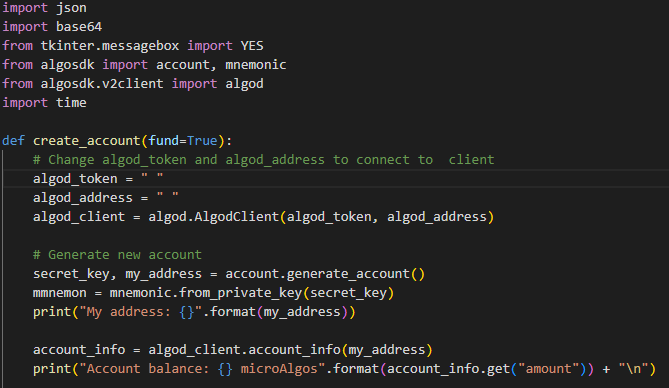 import json
import base64
from tkinter.messagebox import YES
from algosdk import account, mnemonic
from algosdk.v2client import algod
import time
def create_account(fund=True):
# Change algod_token and algod_address to connect to  client
algod_token = " "
algod_address = " "
algod_client = algod.AlgodClient(algod_token, algod_address)
# Generate new account
secret_key, my_address = account.generate_account()
mmnemon = mnemonic.from_private_key(secret_key)
print("My address: {}".format(my_address))
account_info = algod_client.account_info(my_address)
print("Account balance: {} microAlgos".format(account_info.get("amount")) + "\n")